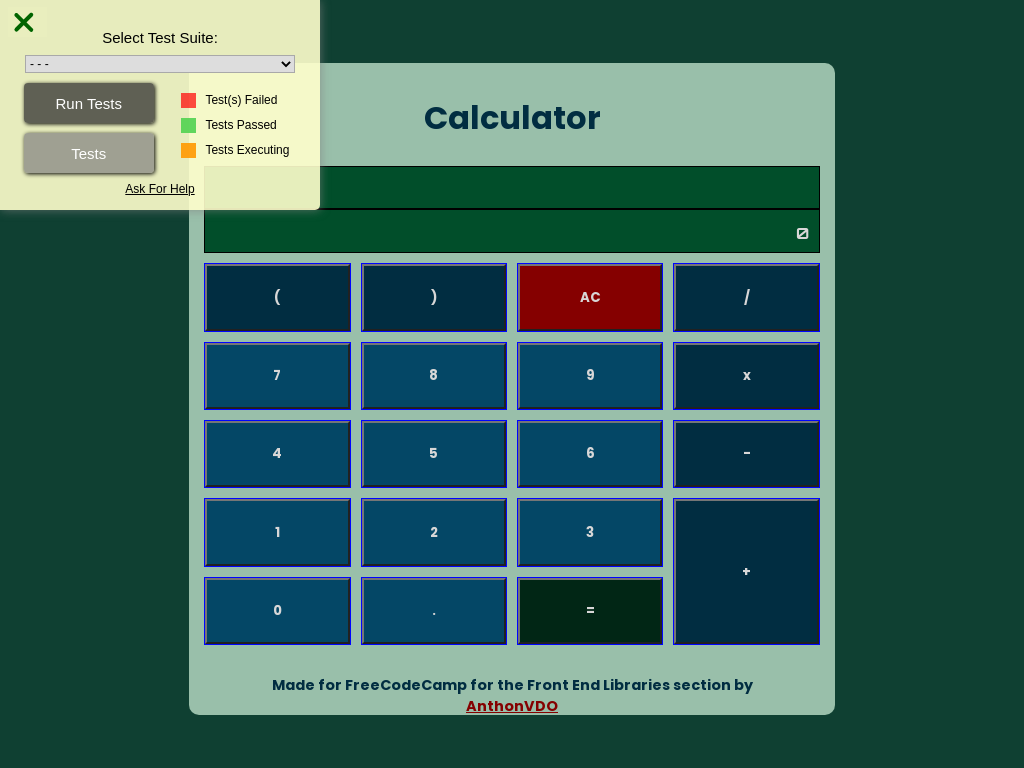 Select Test Suite:
- - -
Run Tests
Tests
Test(s) Failed
Tests Passed
Tests Executing
Ask For Help
Calculator
0
( ) AC /
7 8 9 x
4 5 6 -
1 2 3 +
0 . =
Made for FreeCodeCamp for the Front End Libraries section by
AnthonVDO